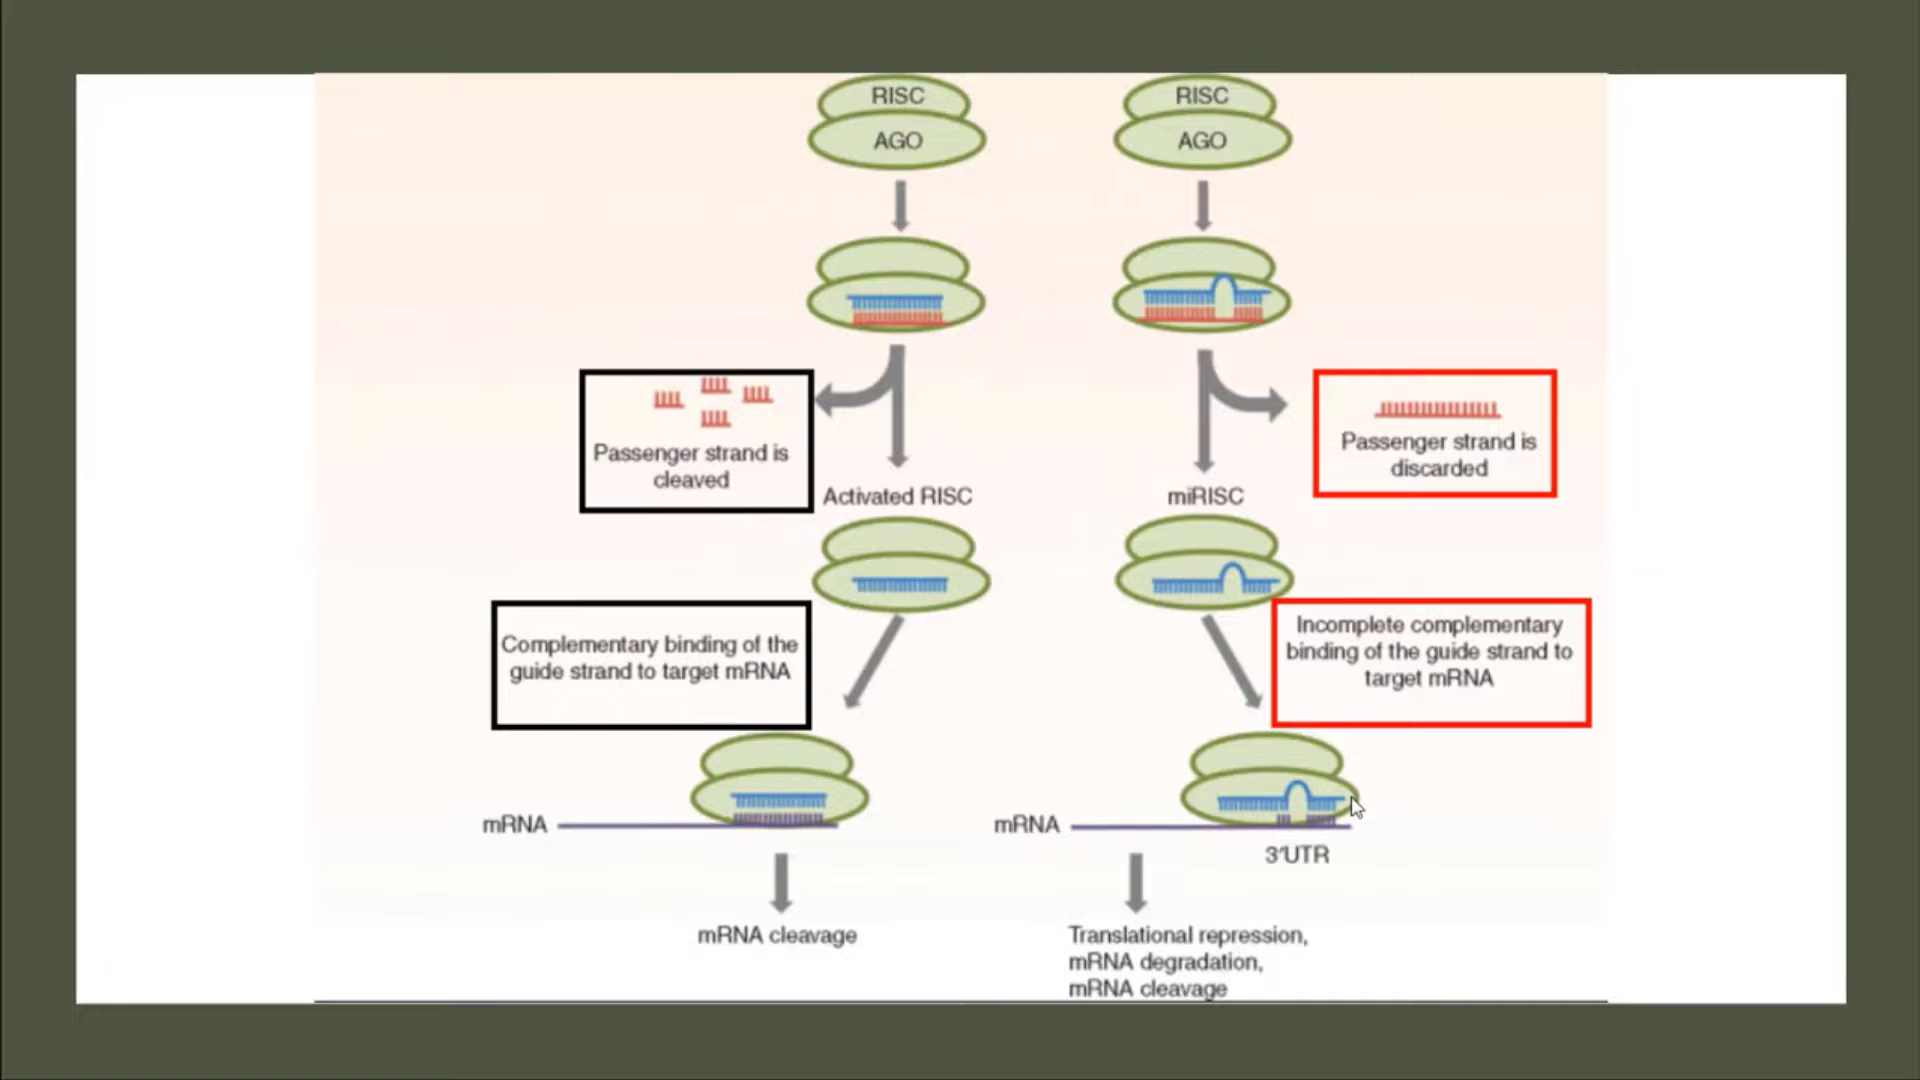 RISC
AGO
RISC
AGO
Passenger strand is
cleaved
Passenger strand is
discarded
Activated RISC
miRISC
Complementary binding of the
guide strand to target mRNA
Incomplete complementary
binding of the guide strand to
target mRNA
mRNA
mRNA
3'UTR
mRNA cleavage
Translational repression,
mRNA degradation,
mRNA cleavage